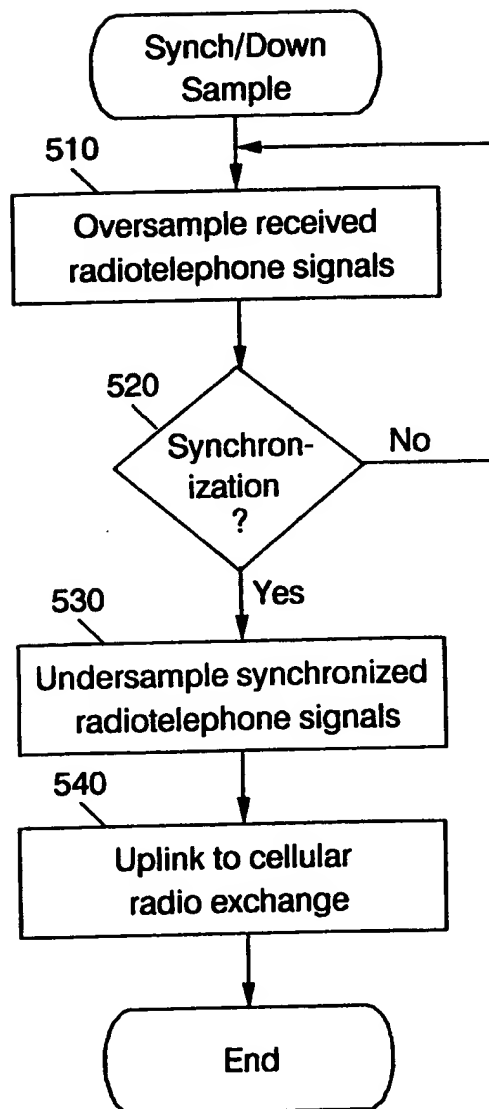 Synch/Down
Sample
510
Oversample received
radiotelephone signals
520
Synchron-
ization
?
No
Yes
530
Undersample synchronized
radiotelephone signals
540
Uplink to cellular
radio exchange
End